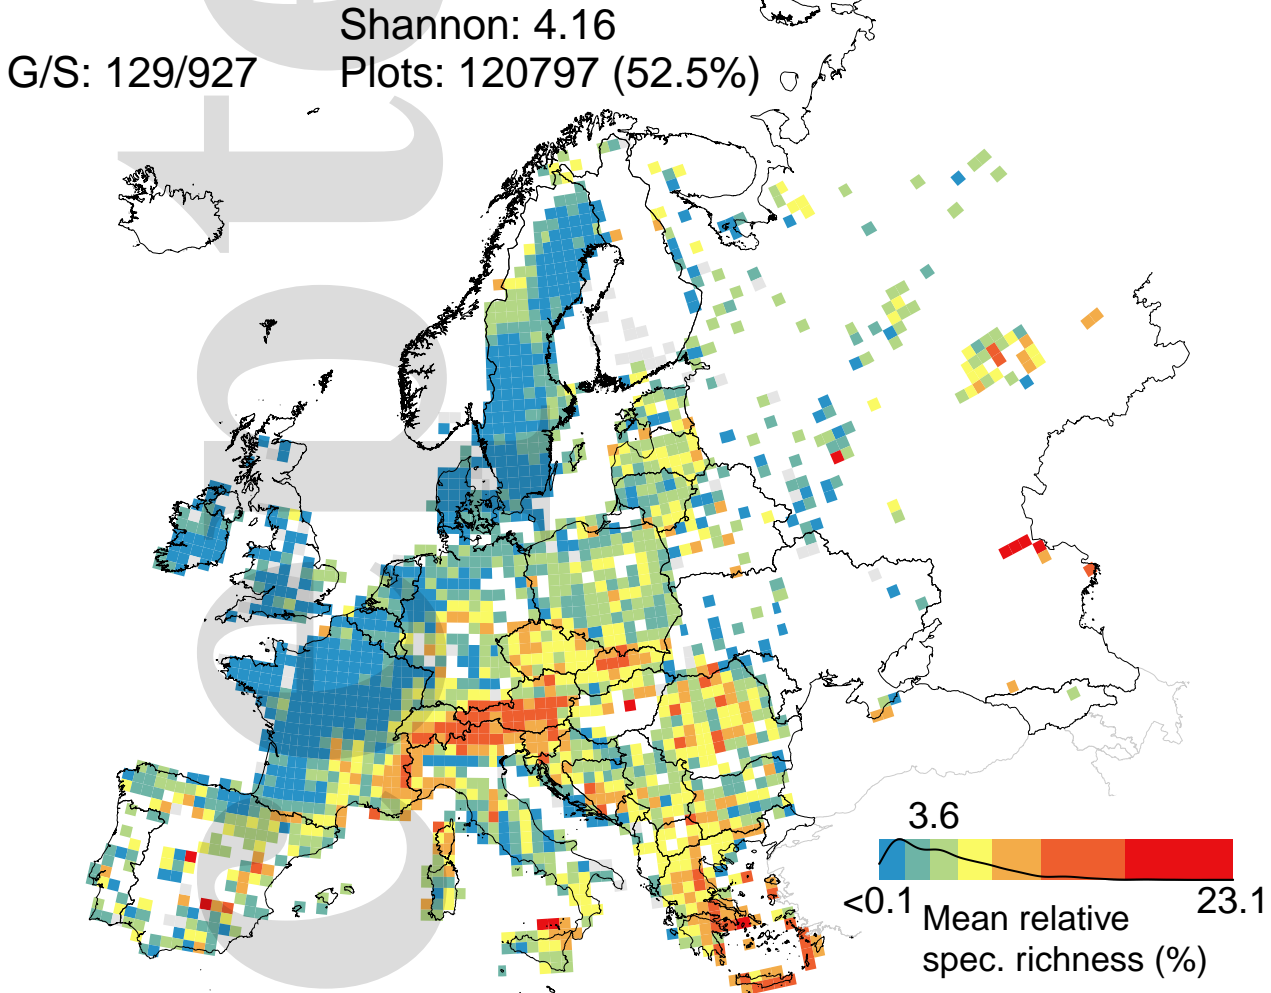 Shannon: 4.16
G/S: 129/927 Plots: 120797 (52.5%)
3.6
<0.1 23.1
Mean relative
spec. richness (%)